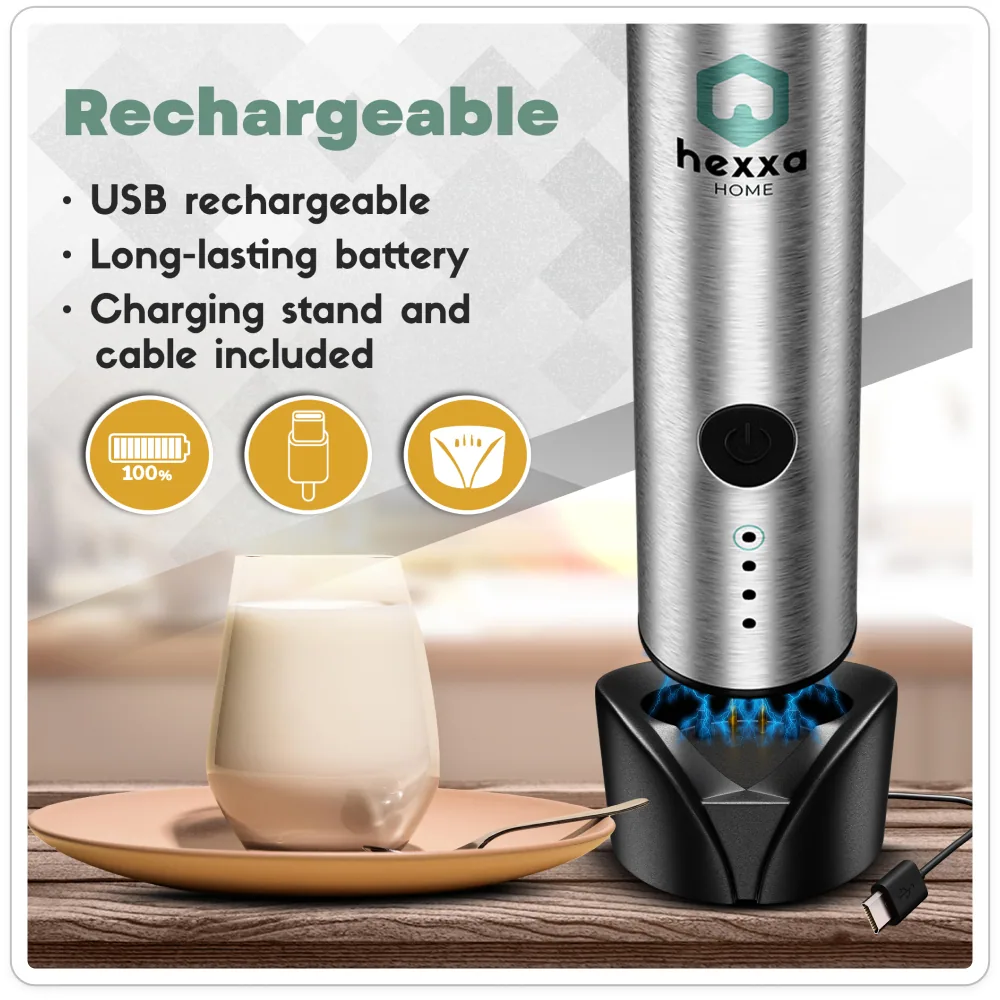 Rechargeable
• USB rechargeable
• Long-lasting battery
• Charging stand and
cable included
100%
hexxa
HOME